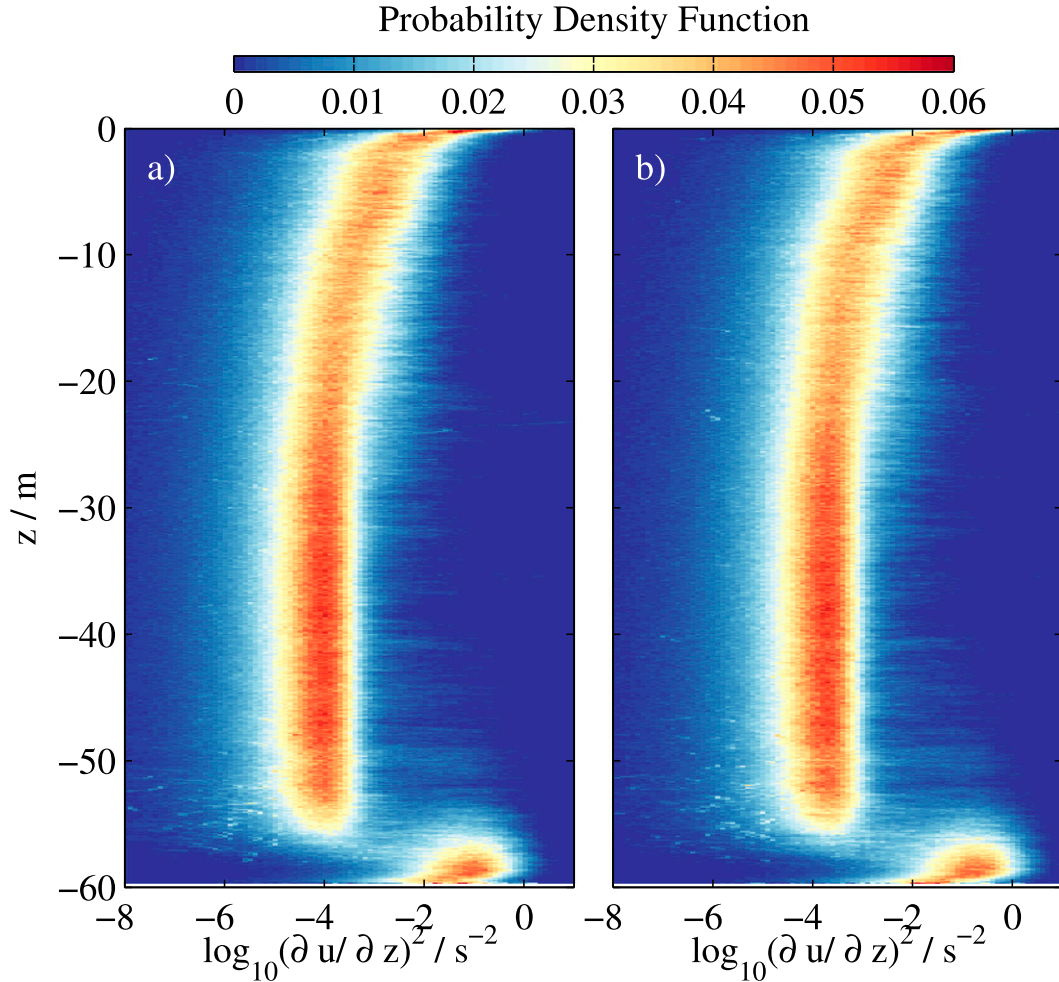 Probability Density Function
0 0.01 0.02 0.03 0.04 0.05 0.06
a) b)
0
−10
−20
−30
−40
−50
−60
z / m
−8 −6 −4 −2 0 −8 −6 −4 −2 0
log₁₀(∂ u/ ∂ z)² / s⁻² log₁₀(∂ u/ ∂ z)² / s⁻²